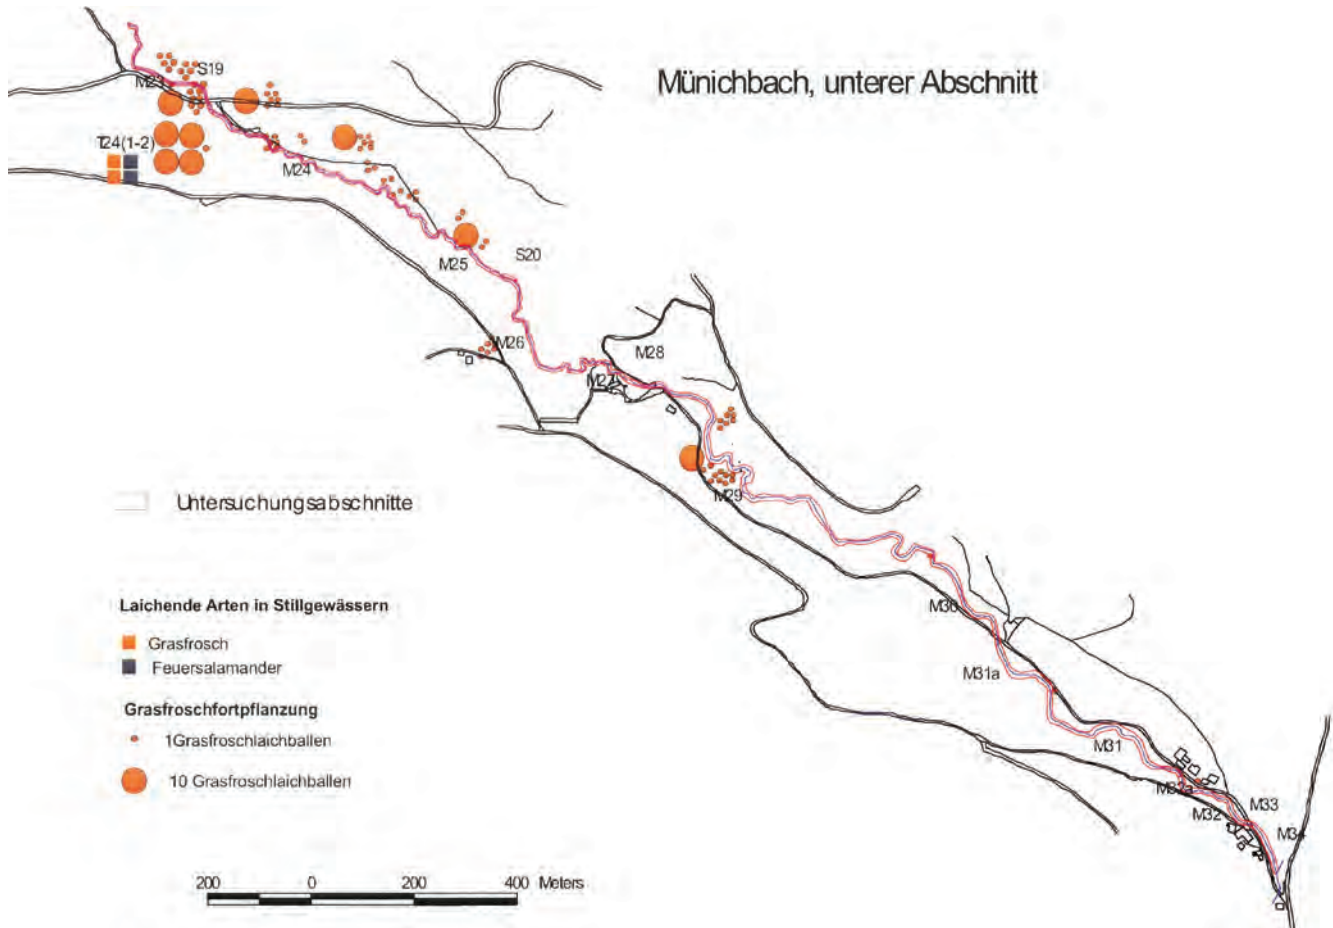 Münichbach, unterer Abschnitt
S19
M23
T24(1-2)
M24
M25
S20
M26
M28
M27
M29
Untersuchungsabschnitte
Laichende Arten in Stillgewässern
Grasfrosch
Feuersalamander
Grasfroschfortpflanzung
1Grasfroschlaichballen
10 Grasfroschlaichballen
M30
M31a
M31
M32a
M32
M33
M34
200 0 200 400 Meters